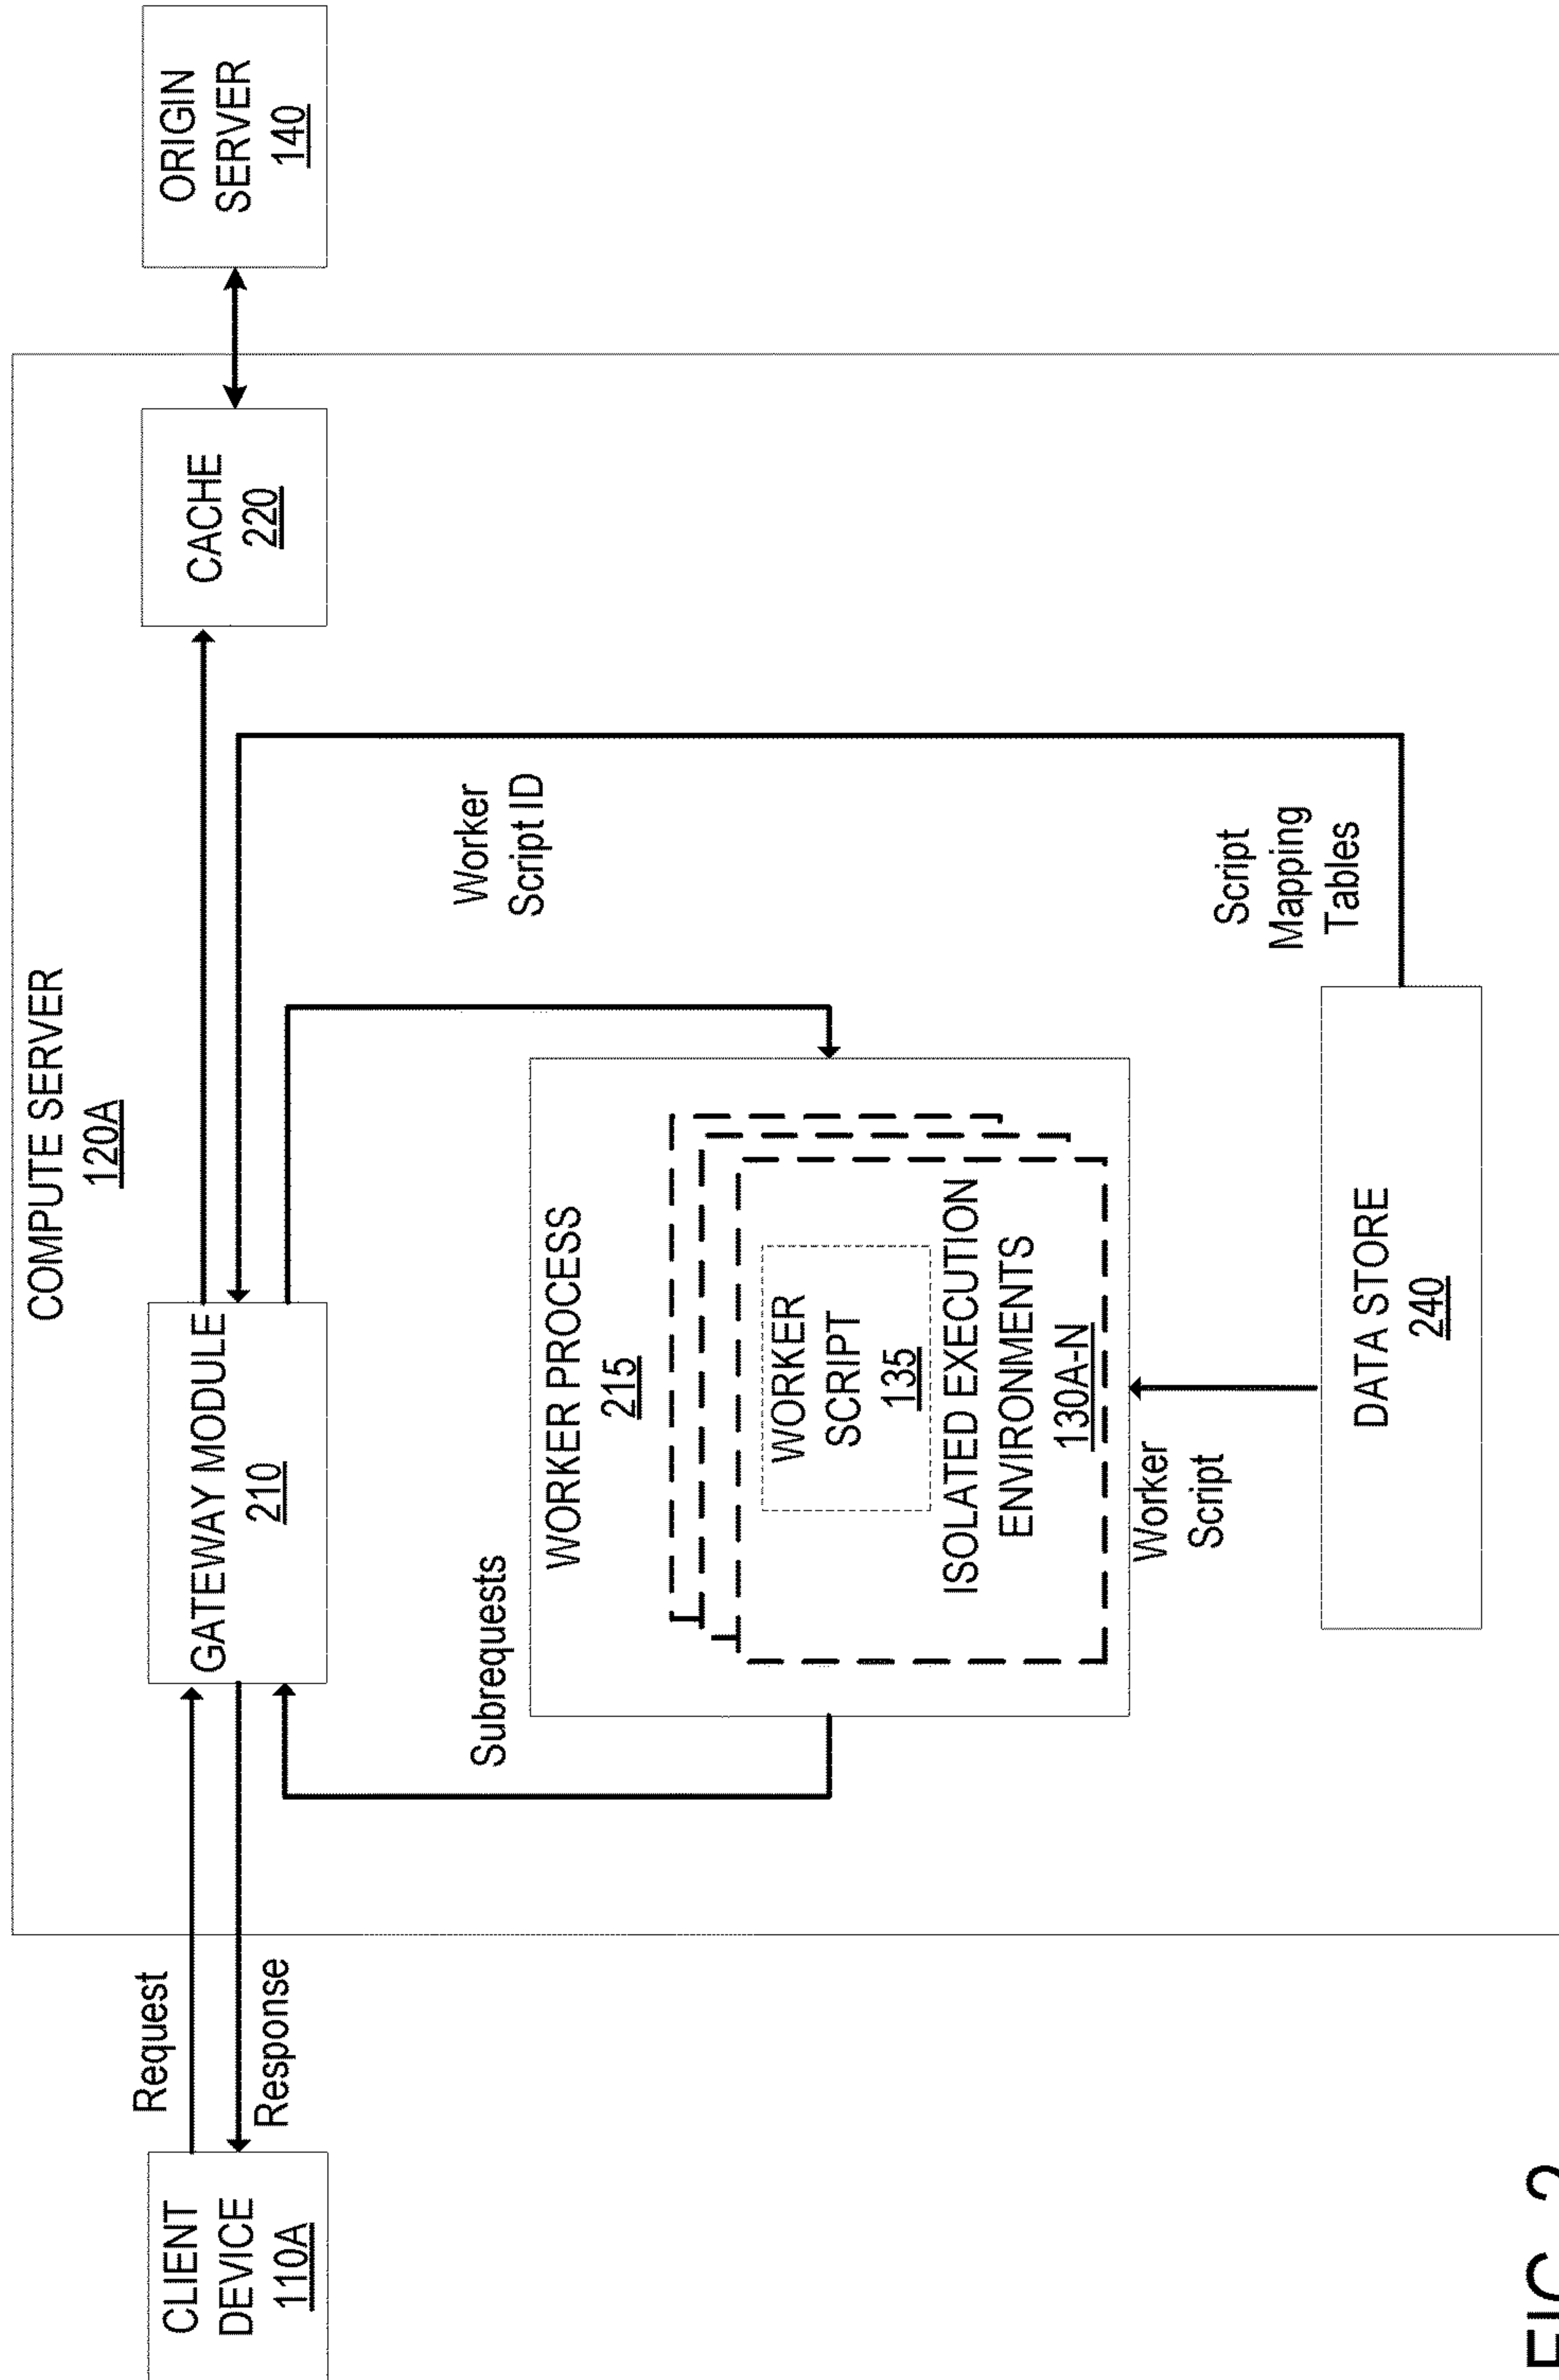 COMPUTE SERVER
120A
CLIENT
DEVICE
110A
Request
Response
GATEWAY MODULE
210
CACHE
220
ORIGIN
SERVER
140
Subrequests
Worker
Script ID
WORKER PROCESS
215
WORKER
SCRIPT
135
ISOLATED EXECUTION
ENVIRONMENTS
130A-N
Worker
Script
Script
Mapping
Tables
DATA STORE
240
FIG. 2